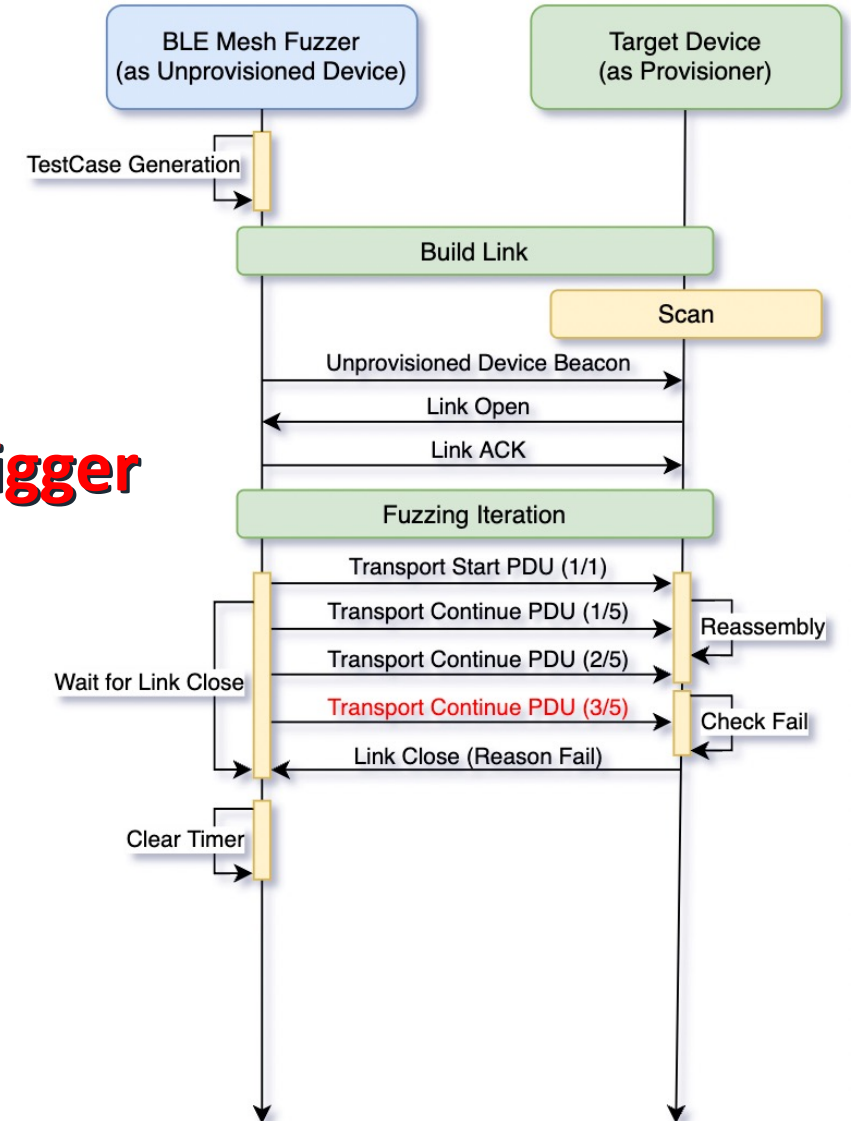 BLE Mesh Fuzzer
(as Unprovisioned Device)
Target Device
(as Provisioner)
TestCase Generation
Build Link
Scan
Unprovisioned Device Beacon
Link Open
igger
Link ACK
Fuzzing Iteration
Transport Start PDU (1/1)
Transport Continue PDU (1/5)
Reassembly
Transport Continue PDU (2/5)
Wait for Link Close
Transport Continue PDU (3/5)
Check Fail
Link Close (Reason Fail)
Clear Timer